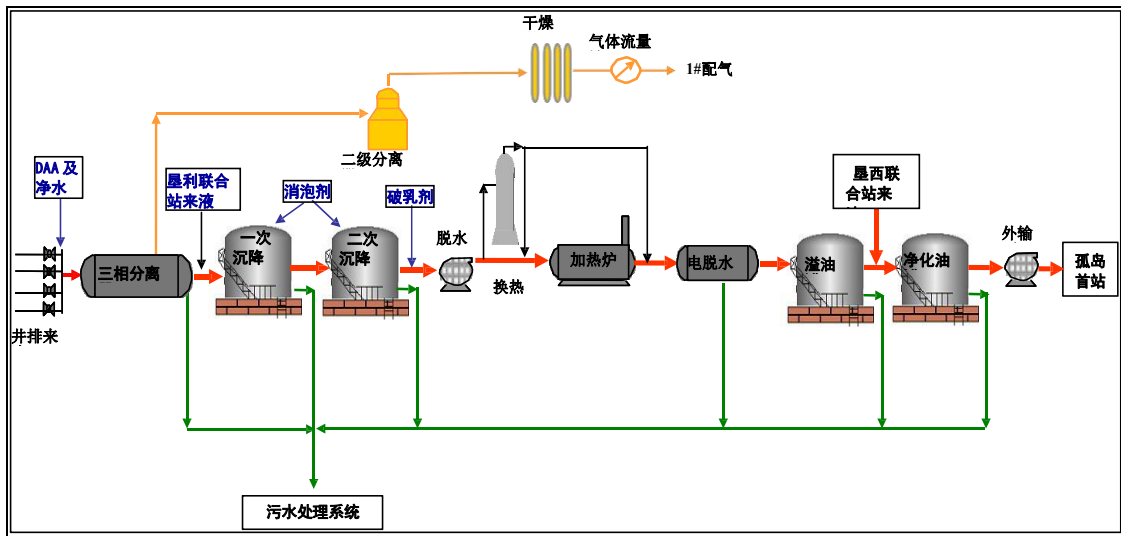 干燥
气体流量
1#配气
二级分离
DAA 及
净水
垦利联合
站来液
消泡剂
破乳剂
垦西联
合站来
一次
沉降
二次
沉降
脱水
换热
三相分离
加热炉
电脱水
溢油
净化油
外输
孤岛
首站
井排来
污水处理系统